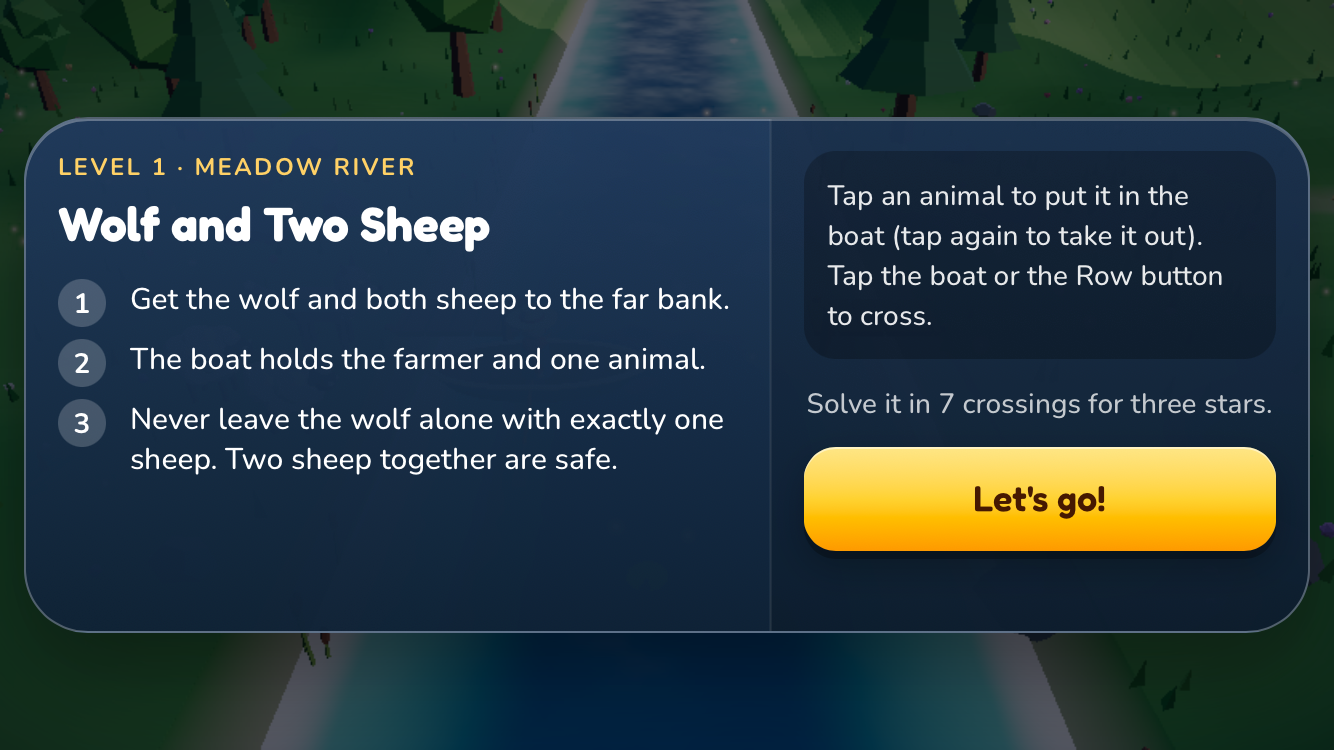 LEVEL 1 · MEADOW RIVER
Wolf and Two Sheep
1 Get the wolf and both sheep to the far bank.
2 The boat holds the farmer and one animal.
3 Never leave the wolf alone with exactly one
sheep. Two sheep together are safe.
Tap an animal to put it in the
boat (tap again to take it out).
Tap the boat or the Row button
to cross.
Solve it in 7 crossings for three stars.
Let's go!